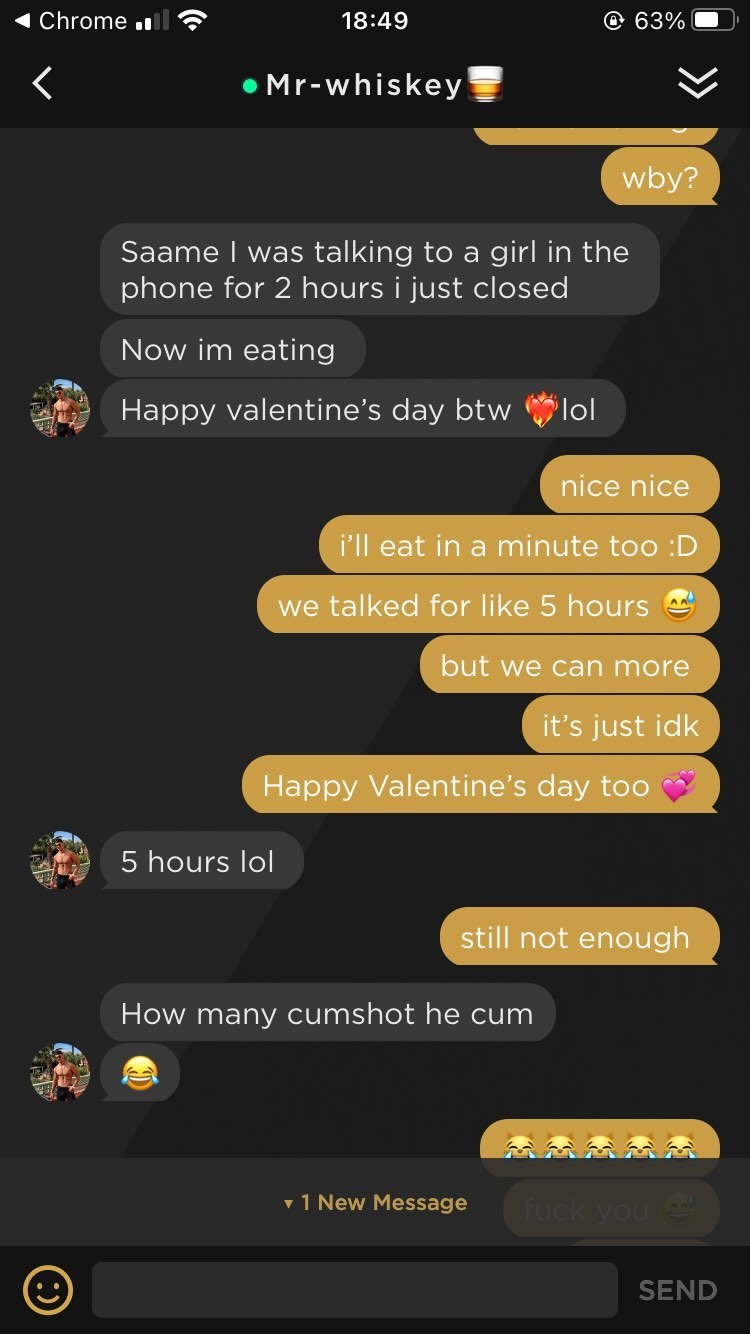 Chrome 18:49 63%
Mr-whiskey🥃
wby?
Saame I was talking to a girl in the
phone for 2 hours i just closed
Now im eating
Happy valentine's day btw ❤️‍🔥lol
nice nice
i'll eat in a minute too :D
we talked for like 5 hours 😅
but we can more
it's just idk
Happy Valentine's day too 💞
5 hours lol
still not enough
How many cumshot he cum
😂
😹😹😹😹😹
1 New Message
fuck you 😅
SEND